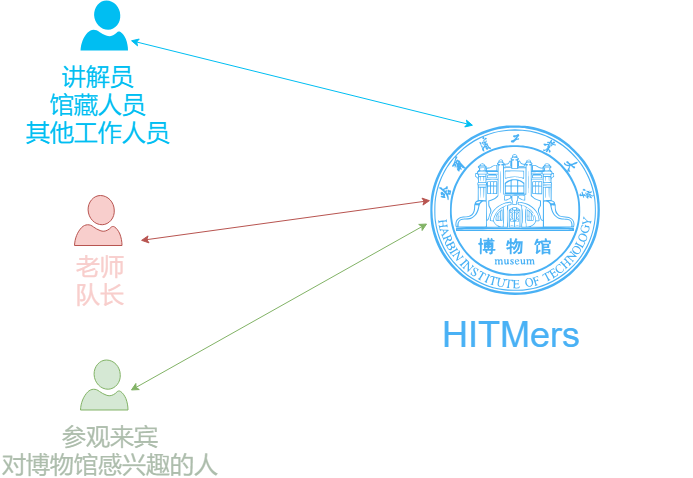 讲解员
馆藏人员
其他工作人员
老师
队长
参观来宾
对博物馆感兴趣的人
哈爾濱工业大学
博物馆
museum
HARBIN INSTITUTE OF TECHNOLOGY
HITMers